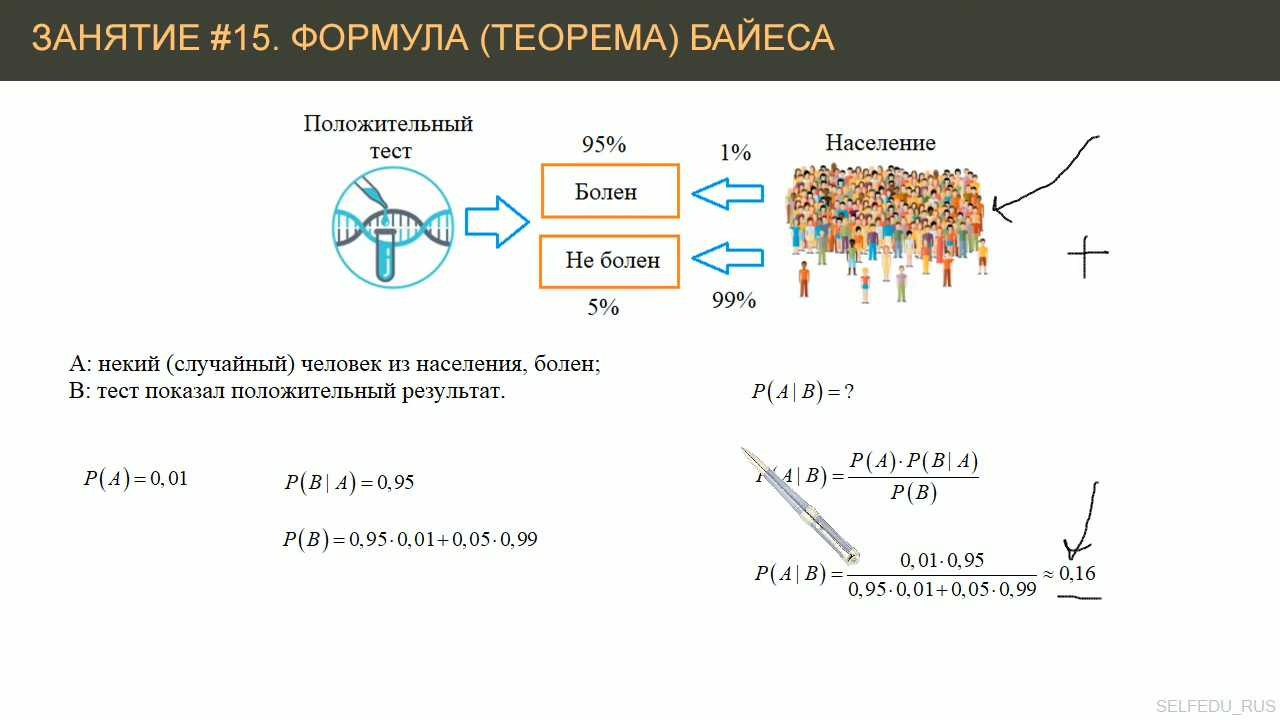 ЗАНЯТИЕ #15. ФОРМУЛА (ТЕОРЕМА) БАЙЕСА
Положительный
тест
95%
1%
Население
Болен
Не болен
5%
99%
+
A: некий (случайный) человек из населения, болен;
B: тест показал положительный результат.
P(A|B)=?
P(A)=0,01
P(B|A)=0,95
P(B)=0,95·0,01+0,05·0,99
P(A|B)=
P(A)·P(B|A)
P(B)
P(A|B)=
0,01·0,95
0,95·0,01+0,05·0,99
≈0,16
SELFEDU_RUS